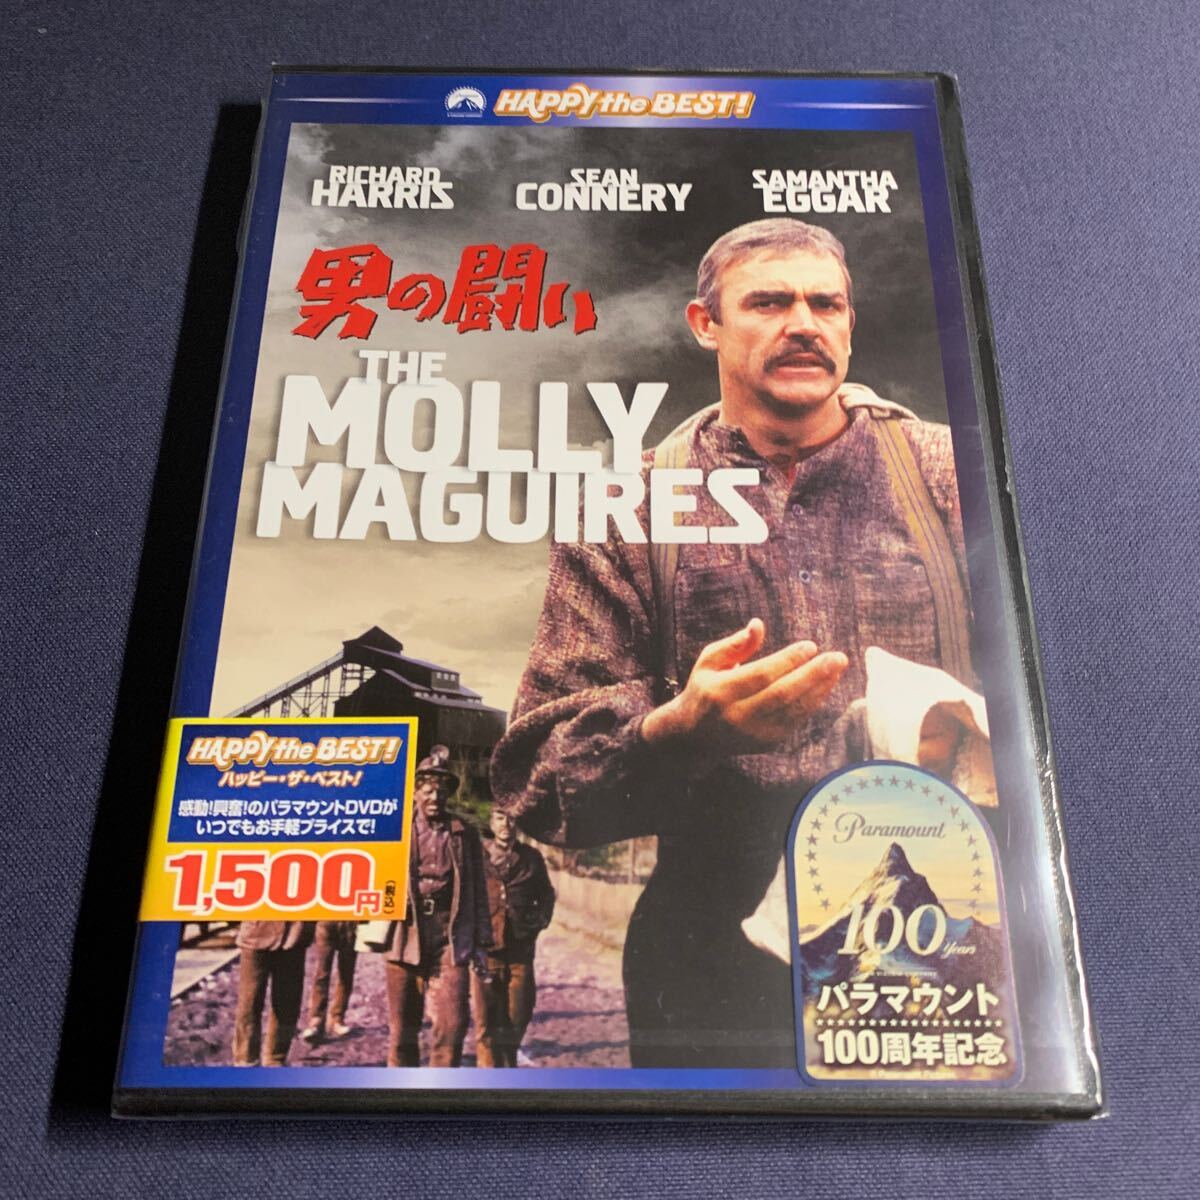 HAPPY the BEST!
RICHARD HARRIS
SEAN CONNERY
SAMANTHA EGGAR
男の闘い
THE
MOLLY
MAGUIRES
HAPPY the BEST!
ハッピー・ザ・ベスト!
感動!興奮!のパラマウントDVDが
いつでもお手軽プライスで!
1,500円
Paramount
100 Years
パラマウント
100周年記念